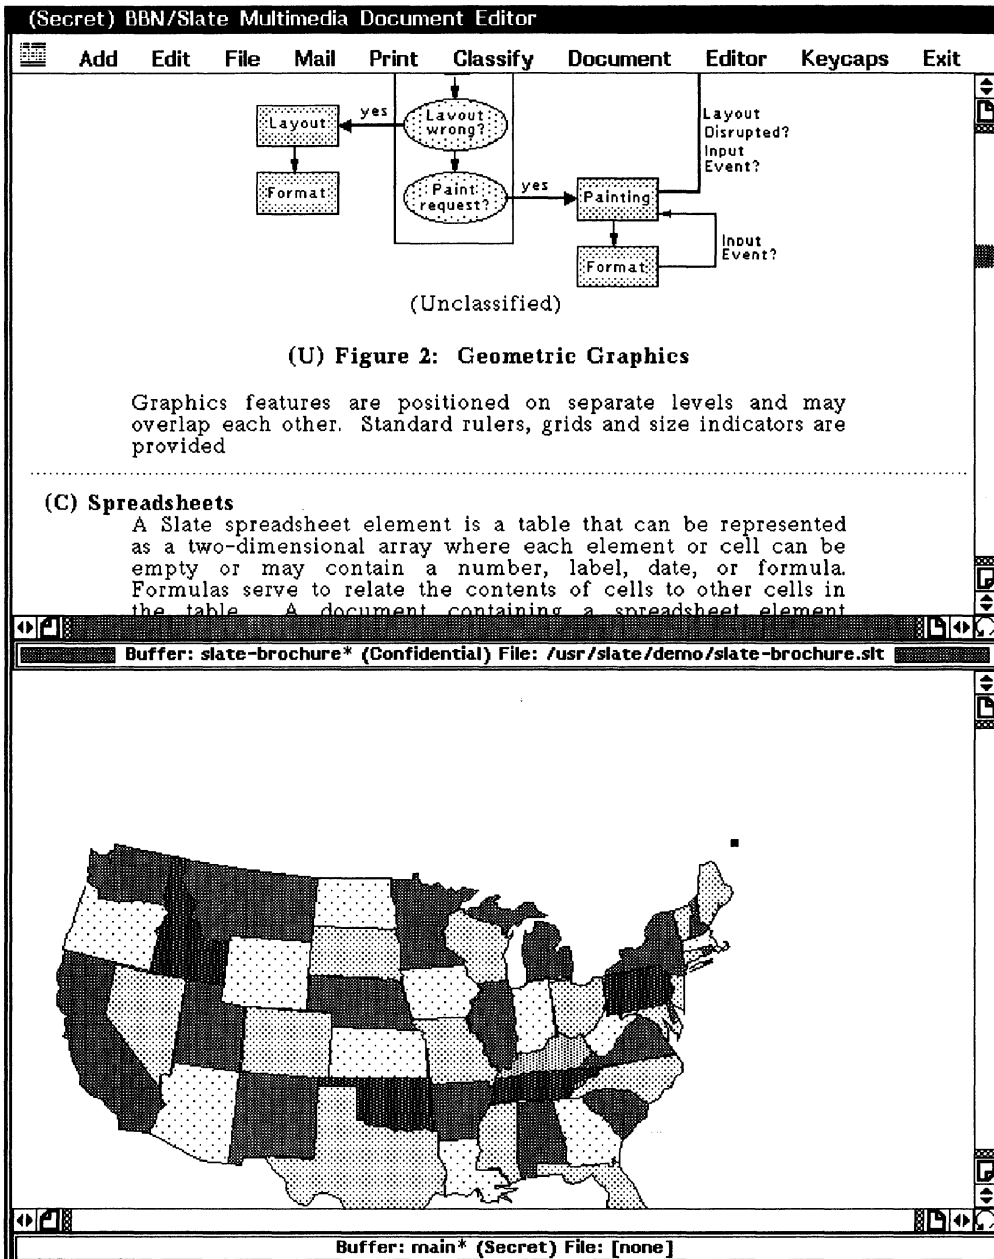 (Secret) BBN/Slate Multimedia Document Editor
Add Edit File Mail Print Classify Document Editor Keycaps Exit
Layout
yes
Layout
wrong?
Layout
Disrupted?
Input
Event?
Format
Paint
request?
yes
Painting
Format
Input
Event?
(Unclassified)
(U) Figure 2: Geometric Graphics
Graphics features are positioned on separate levels and may
overlap each other. Standard rulers, grids and size indicators are
provided
(C) Spreadsheets
A Slate spreadsheet element is a table that can be represented
as a two-dimensional array where each element or cell can be
empty or may contain a number, label, date, or formula.
Formulas serve to relate the contents of cells to other cells in
the table. A document containing a spreadsheet element
Buffer: slate-brochure* (Confidential) File: /usr/slate/demo/slate-brochure.slt
Buffer: main* (Secret) File: [none]